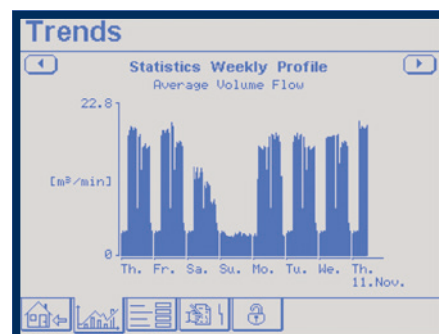 Trends
Statistics Weekly Profile
Average Volume Flow
22.8
[m³/min]
0
Th. Fr. Sa. Su. Mo. Tu. We. Th.
11.Nov.